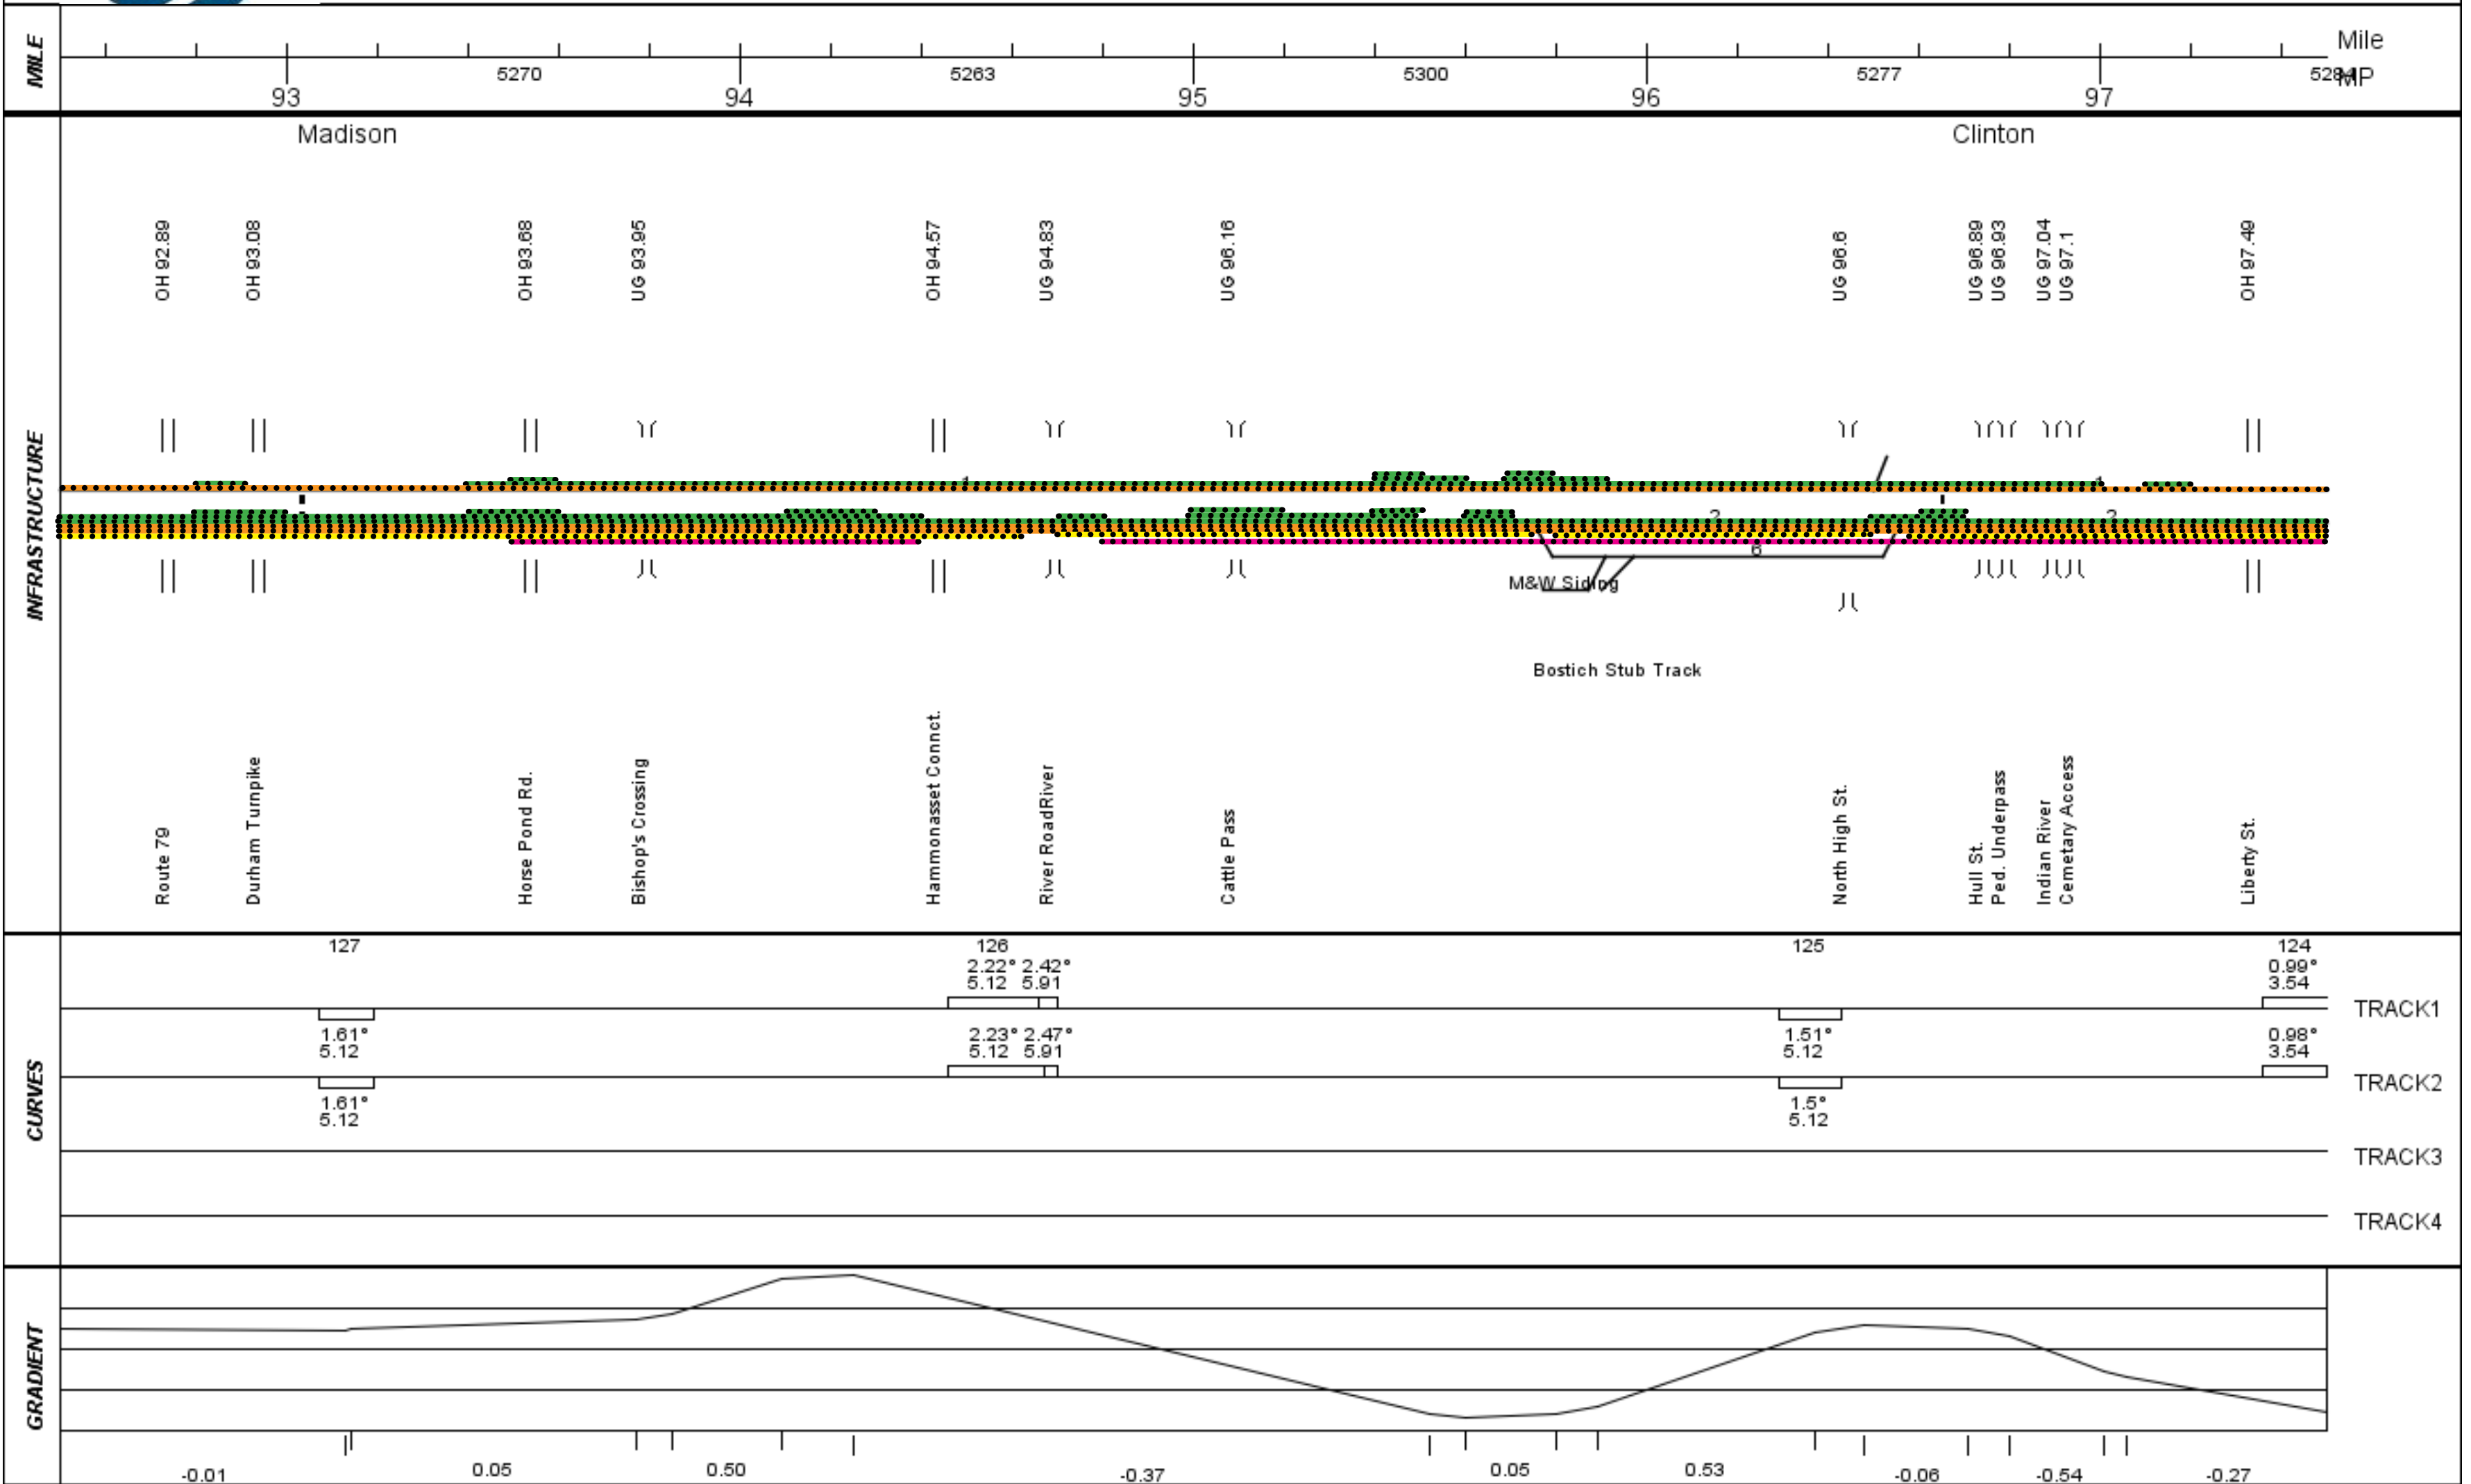 MILE
Mile
5270 5263 5300 5277
MP
93 94 95 96 97
INFRASTRUCTURE
Madison Clinton
OH 92.89
OH 93.08
OH 93.68
UG 93.95
OH 94.57
UG 94.83
UG 96.16
UG 96.6
UG 96.89
UG 96.93
UG 97.04
UG 97.1
OH 97.49
6
M&W Siding
Bostich Stub Track
Route 79
Durham Turnpike
Horse Pond Rd.
Bishop's Crossing
Hammonasset Connct.
River RoadRiver
Cattle Pass
North High St.
Hull St.
Ped. Underpass
Indian River
Cemetary Access
Liberty St.
CURVES
127 126 125 124
2.22° 2.42° 0.99°
5.12 5.91 3.54
TRACK1
1.61° 2.23° 2.47° 1.51° 0.98°
5.12 5.12 5.91 5.12 3.54
TRACK2
1.61° 1.5°
5.12 5.12
TRACK3
TRACK4
GRADIENT
-0.01 0.05 0.50 -0.37 0.05 0.53 -0.06 -0.54 -0.27